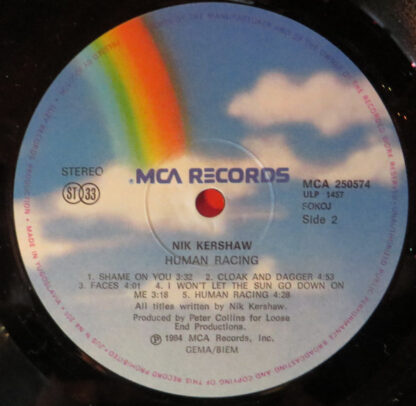 STEREO
ST 33
MCA RECORDS
MCA 250574
ULP 1457
SOKOJ
Side 2
NIK KERSHAW
HUMAN RACING
1. SHAME ON YOU 3:32 2. CLOAK AND DAGGER 4:53
3. FACES 4:01 4. I WON'T LET THE SUN GO DOWN ON
ME 3:18 5. HUMAN RACING 4:28
All titles written by Nik Kershaw.
Produced by Peter Collins for Loose
End Productions.
℗ 1984 MCA Records, Inc.
GEMA/BIEM